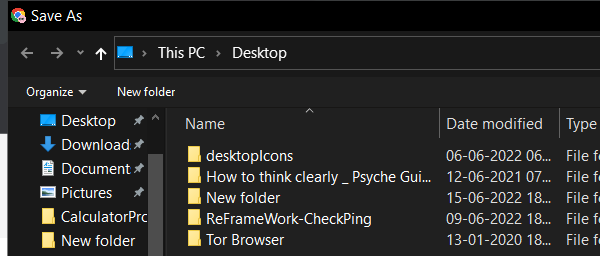 Save As
This PC > Desktop
Organize New folder
Desktop
Download
Document
Pictures
CalculatorPro
New folder
Name Date modified Type
desktopIcons 06-06-2022 06... File fo
How to think clearly _ Psyche Gui... 12-06-2021 07... File fo
New folder 15-06-2022 18... File fo
ReFrameWork-CheckPing 09-06-2022 18... File fo
Tor Browser 13-01-2020 18... File fo